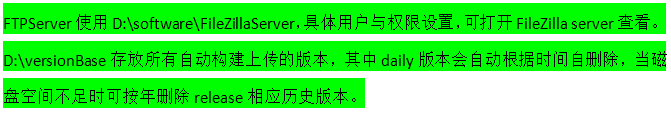 FTPServer 使用 D:\software\FileZillaServer，具体用户与权限设置，可打开 FileZilla server 查看。
D:\versionBase 存放所有自动构建上传的版本，其中 daily 版本会自动根据时间自删除，当磁
盘空间不足时可按年删除 release 相应历史版本。